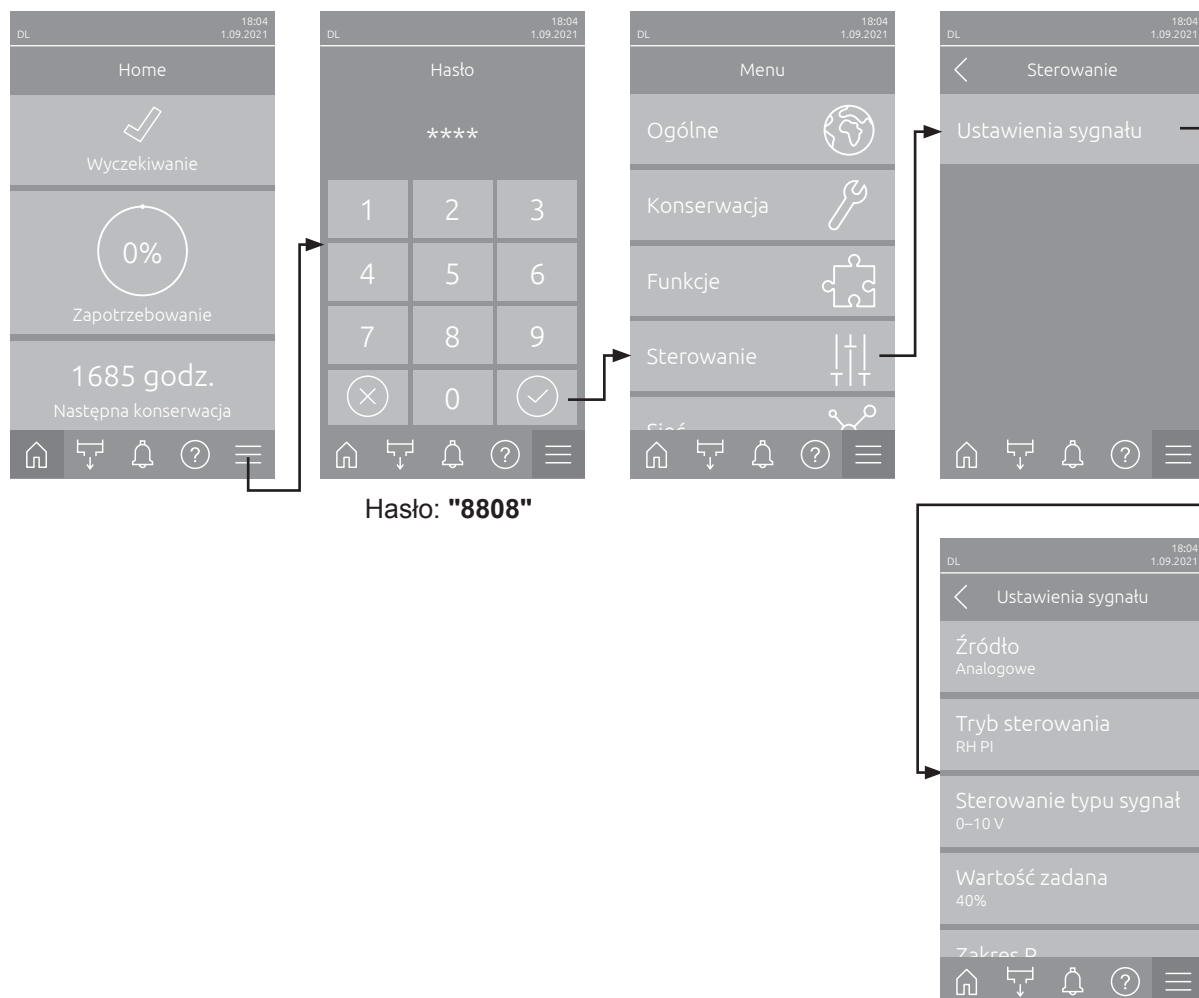 18:04
DL 1.09.2021
Home
Wyczekiwanie
0%
Zapotrzebowanie
1685 godz.
Następna konserwacja
?
18:04
DL 1.09.2021
Hasło
****
1 2 3
4 5 6
7 8 9
0
?
Hasło: "8808"
18:04
DL 1.09.2021
Menu
Ogólne
Konserwacja
Funkcje
Sterowanie
Sieć
?
18:04
DL 1.09.2021
Sterowanie
Ustawienia sygnału
?
18:04
DL 1.09.2021
Ustawienia sygnału
Źródło
Analogowe
Tryb sterowania
RH PI
Sterowanie typu sygnał
0–10 V
Wartość zadana
40%
Zakres P
?